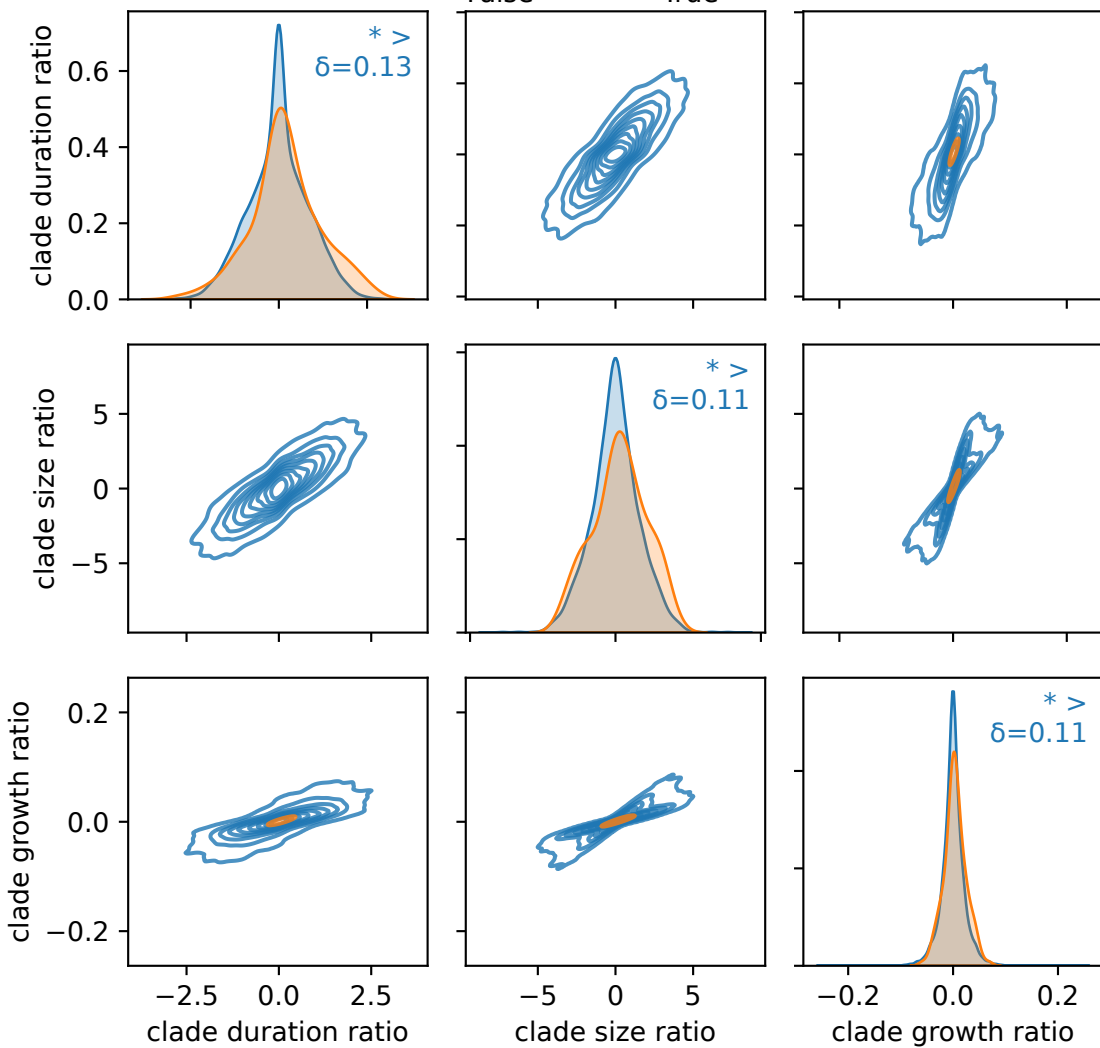 False True
clade duration ratio
0.6
0.4
0.2
0.0
* >
δ=0.13
clade size ratio
5
0
−5
* >
δ=0.11
clade growth ratio
0.2
0.0
−0.2
* >
δ=0.11
−2.5 0.0 2.5
−5 0 5
−0.2 0.0 0.2
clade duration ratio
clade size ratio
clade growth ratio